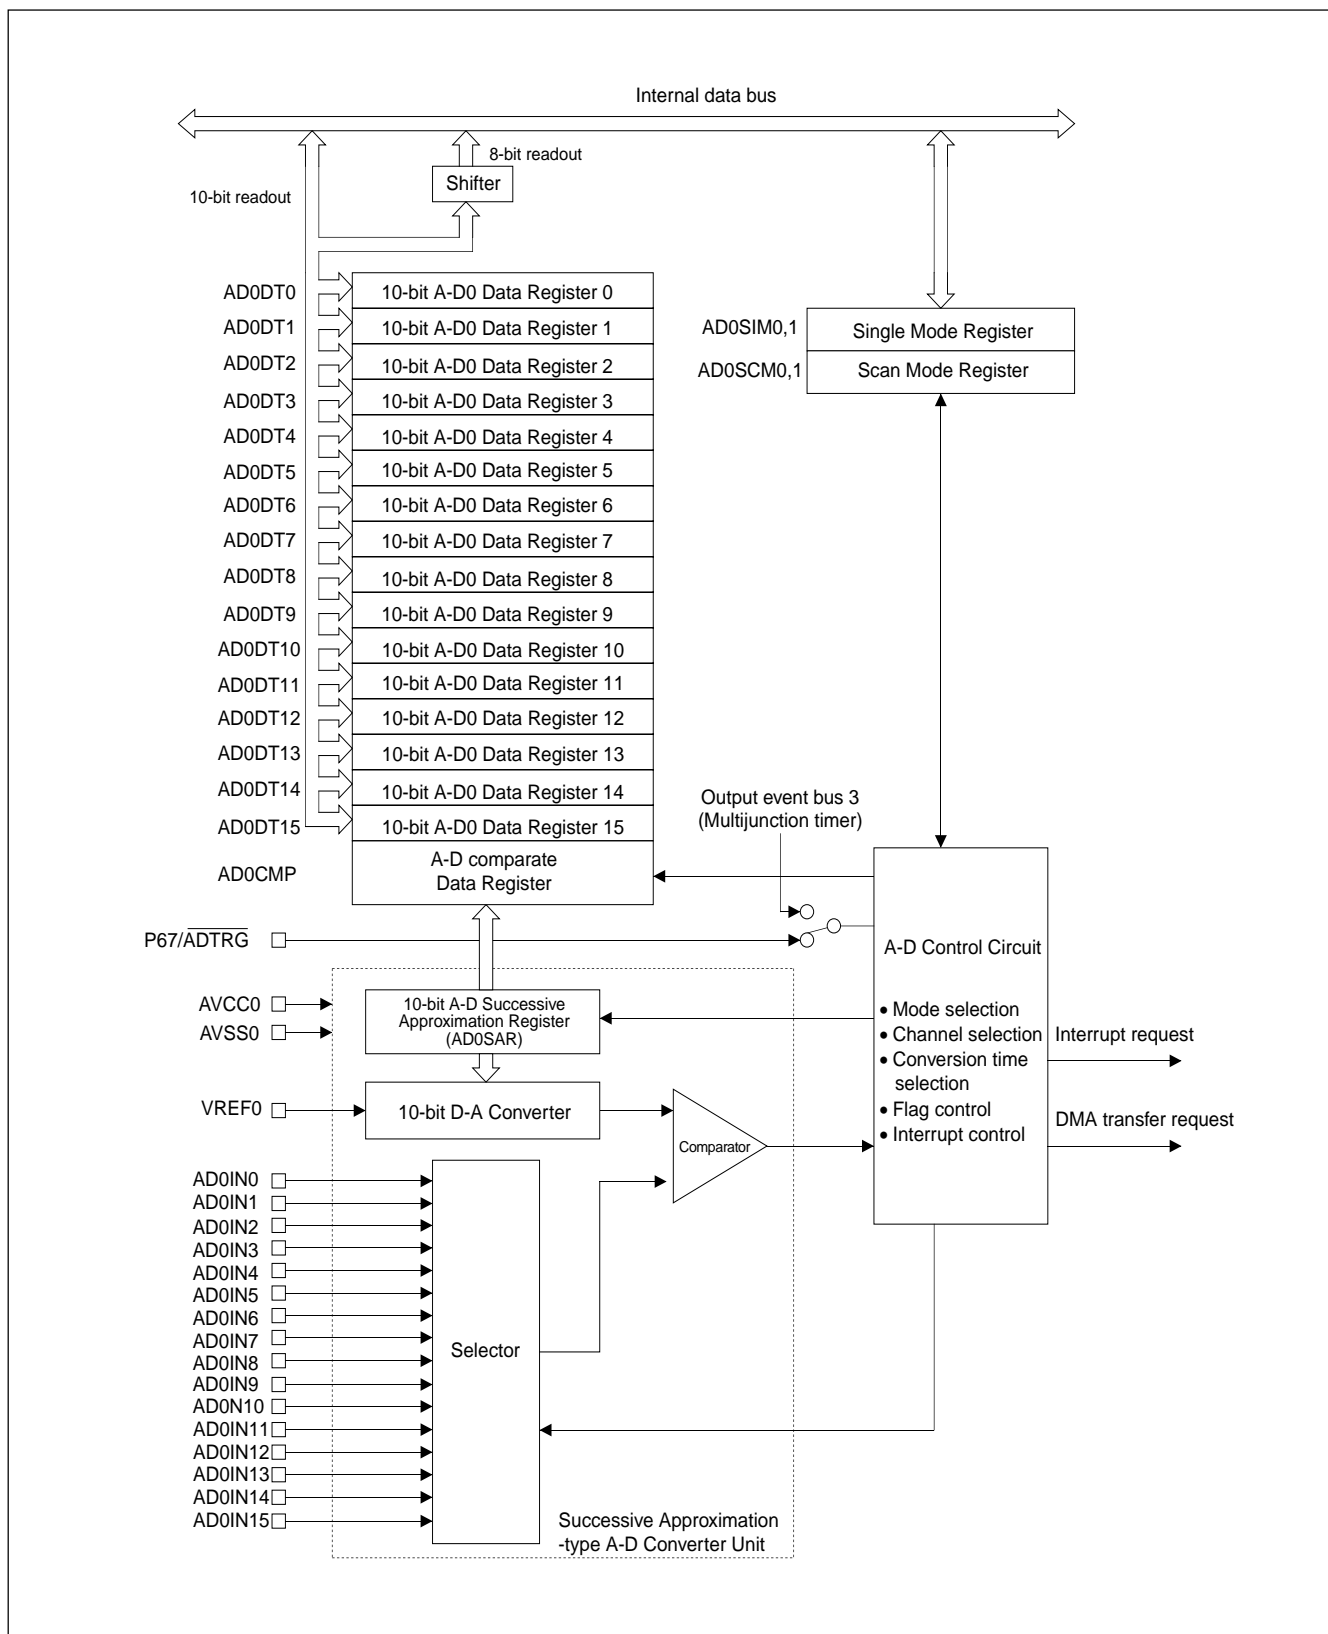 Internal data bus
8-bit readout
Shifter
10-bit readout
AD0DT0
10-bit A-D0 Data Register 0
AD0DT1
10-bit A-D0 Data Register 1
AD0SIM0,1
Single Mode Register
AD0DT2
10-bit A-D0 Data Register 2
AD0SCM0,1
Scan Mode Register
AD0DT3
10-bit A-D0 Data Register 3
AD0DT4
10-bit A-D0 Data Register 4
AD0DT5
10-bit A-D0 Data Register 5
AD0DT6
10-bit A-D0 Data Register 6
AD0DT7
10-bit A-D0 Data Register 7
AD0DT8
10-bit A-D0 Data Register 8
AD0DT9
10-bit A-D0 Data Register 9
AD0DT10
10-bit A-D0 Data Register 10
AD0DT11
10-bit A-D0 Data Register 11
AD0DT12
10-bit A-D0 Data Register 12
AD0DT13
10-bit A-D0 Data Register 13
AD0DT14
10-bit A-D0 Data Register 14
AD0DT15
10-bit A-D0 Data Register 15
Output event bus 3
(Multijunction timer)
AD0CMP
A-D comparate
Data Register
P67/ADTRG
A-D Control Circuit
• Mode selection
• Channel selection
• Conversion time
selection
• Flag control
• Interrupt control
Interrupt request
DMA transfer request
AVCC0
AVSS0
10-bit A-D Successive
Approximation Register
(AD0SAR)
VREF0
10-bit D-A Converter
Comparator
AD0IN0
AD0IN1
AD0IN2
AD0IN3
AD0IN4
AD0IN5
AD0IN6
AD0IN7
AD0IN8
AD0IN9
AD0N10
AD0IN11
AD0IN12
AD0IN13
AD0IN14
AD0IN15
Selector
Successive Approximation
-type A-D Converter Unit